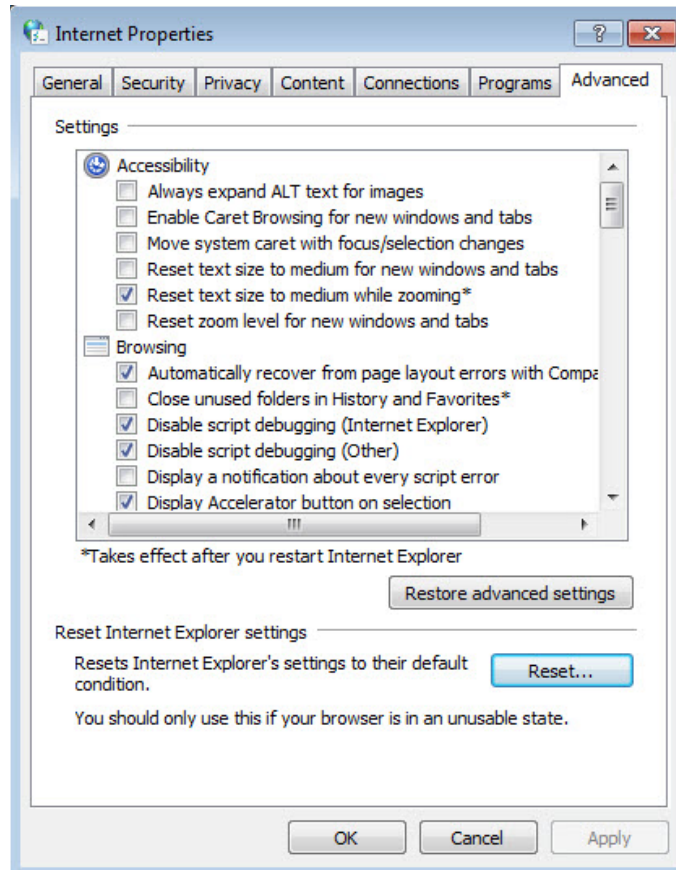 Internet Properties
General Security Privacy Content Connections Programs Advanced
Settings
Accessibility
Always expand ALT text for images
Enable Caret Browsing for new windows and tabs
Move system caret with focus/selection changes
Reset text size to medium for new windows and tabs
Reset text size to medium while zooming*
Reset zoom level for new windows and tabs
Browsing
Automatically recover from page layout errors with Compa
Close unused folders in History and Favorites*
Disable script debugging (Internet Explorer)
Disable script debugging (Other)
Display a notification about every script error
Display Accelerator button on selection
*Takes effect after you restart Internet Explorer
Restore advanced settings
Reset Internet Explorer settings
Resets Internet Explorer's settings to their default
condition.
Reset...
You should only use this if your browser is in an unusable state.
OK Cancel Apply